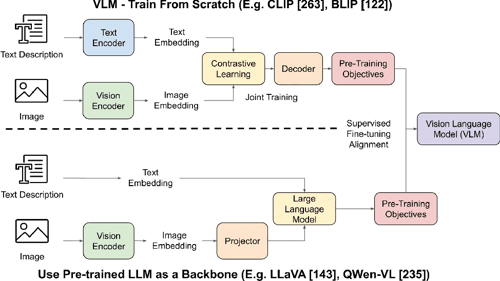 VLM - Train From Scratch (E.g. CLIP [263], BLIP [122])
Text Description
Text
Encoder
Text
Embedding
Contrastive
Learning
Decoder
Pre-Training
Objectives
Joint Training
Image
Vision
Encoder
Image
Embedding
Supervised
Fine-tuning
Alignment
Vision Language
Model (VLM)
Text Description
Text
Embedding
Large
Language
Model
Pre-Training
Objectives
Image
Vision
Encoder
Image
Embedding
Projector
Use Pre-trained LLM as a Backbone (E.g. LLaVA [143], QWen-VL [235])